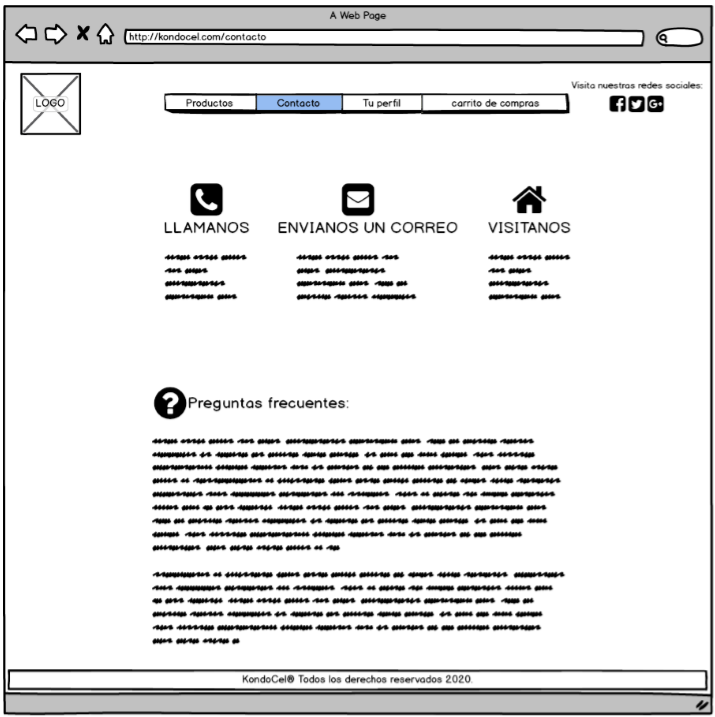 A Web Page
http://kondocel.com/contacto
Visita nuestras redes sociales:
LOGO
Productos Contacto Tu perfil carrito de compras
LLAMANOS ENVIANOS UN CORREO VISITANOS
Preguntas frecuentes:
KondoCel® Todos los derechos reservados 2020.